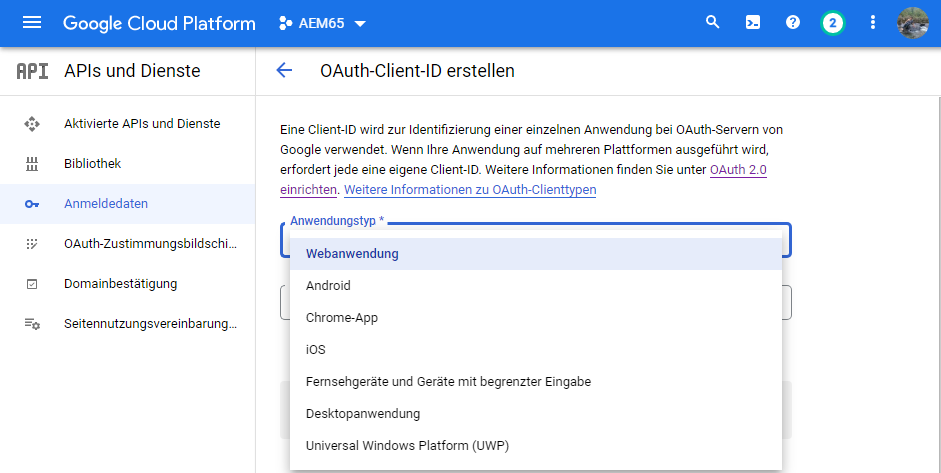 Google Cloud Platform
AEM65
2
API
APIs und Dienste
OAuth-Client-ID erstellen
Aktivierte APIs und Dienste
Bibliothek
Anmeldedaten
OAuth-Zustimmungsbildschi...
Domainbestätigung
Seitennutzungsvereinbarung...
Eine Client-ID wird zur Identifizierung einer einzelnen Anwendung bei OAuth-Servern von
Google verwendet. Wenn Ihre Anwendung auf mehreren Plattformen ausgeführt wird,
erfordert jede eine eigene Client-ID. Weitere Informationen finden Sie unter OAuth 2.0
einrichten. Weitere Informationen zu OAuth-Clienttypen
Anwendungstyp *
Webanwendung
Android
Chrome-App
iOS
Fernsehgeräte und Geräte mit begrenzter Eingabe
Desktopanwendung
Universal Windows Platform (UWP)